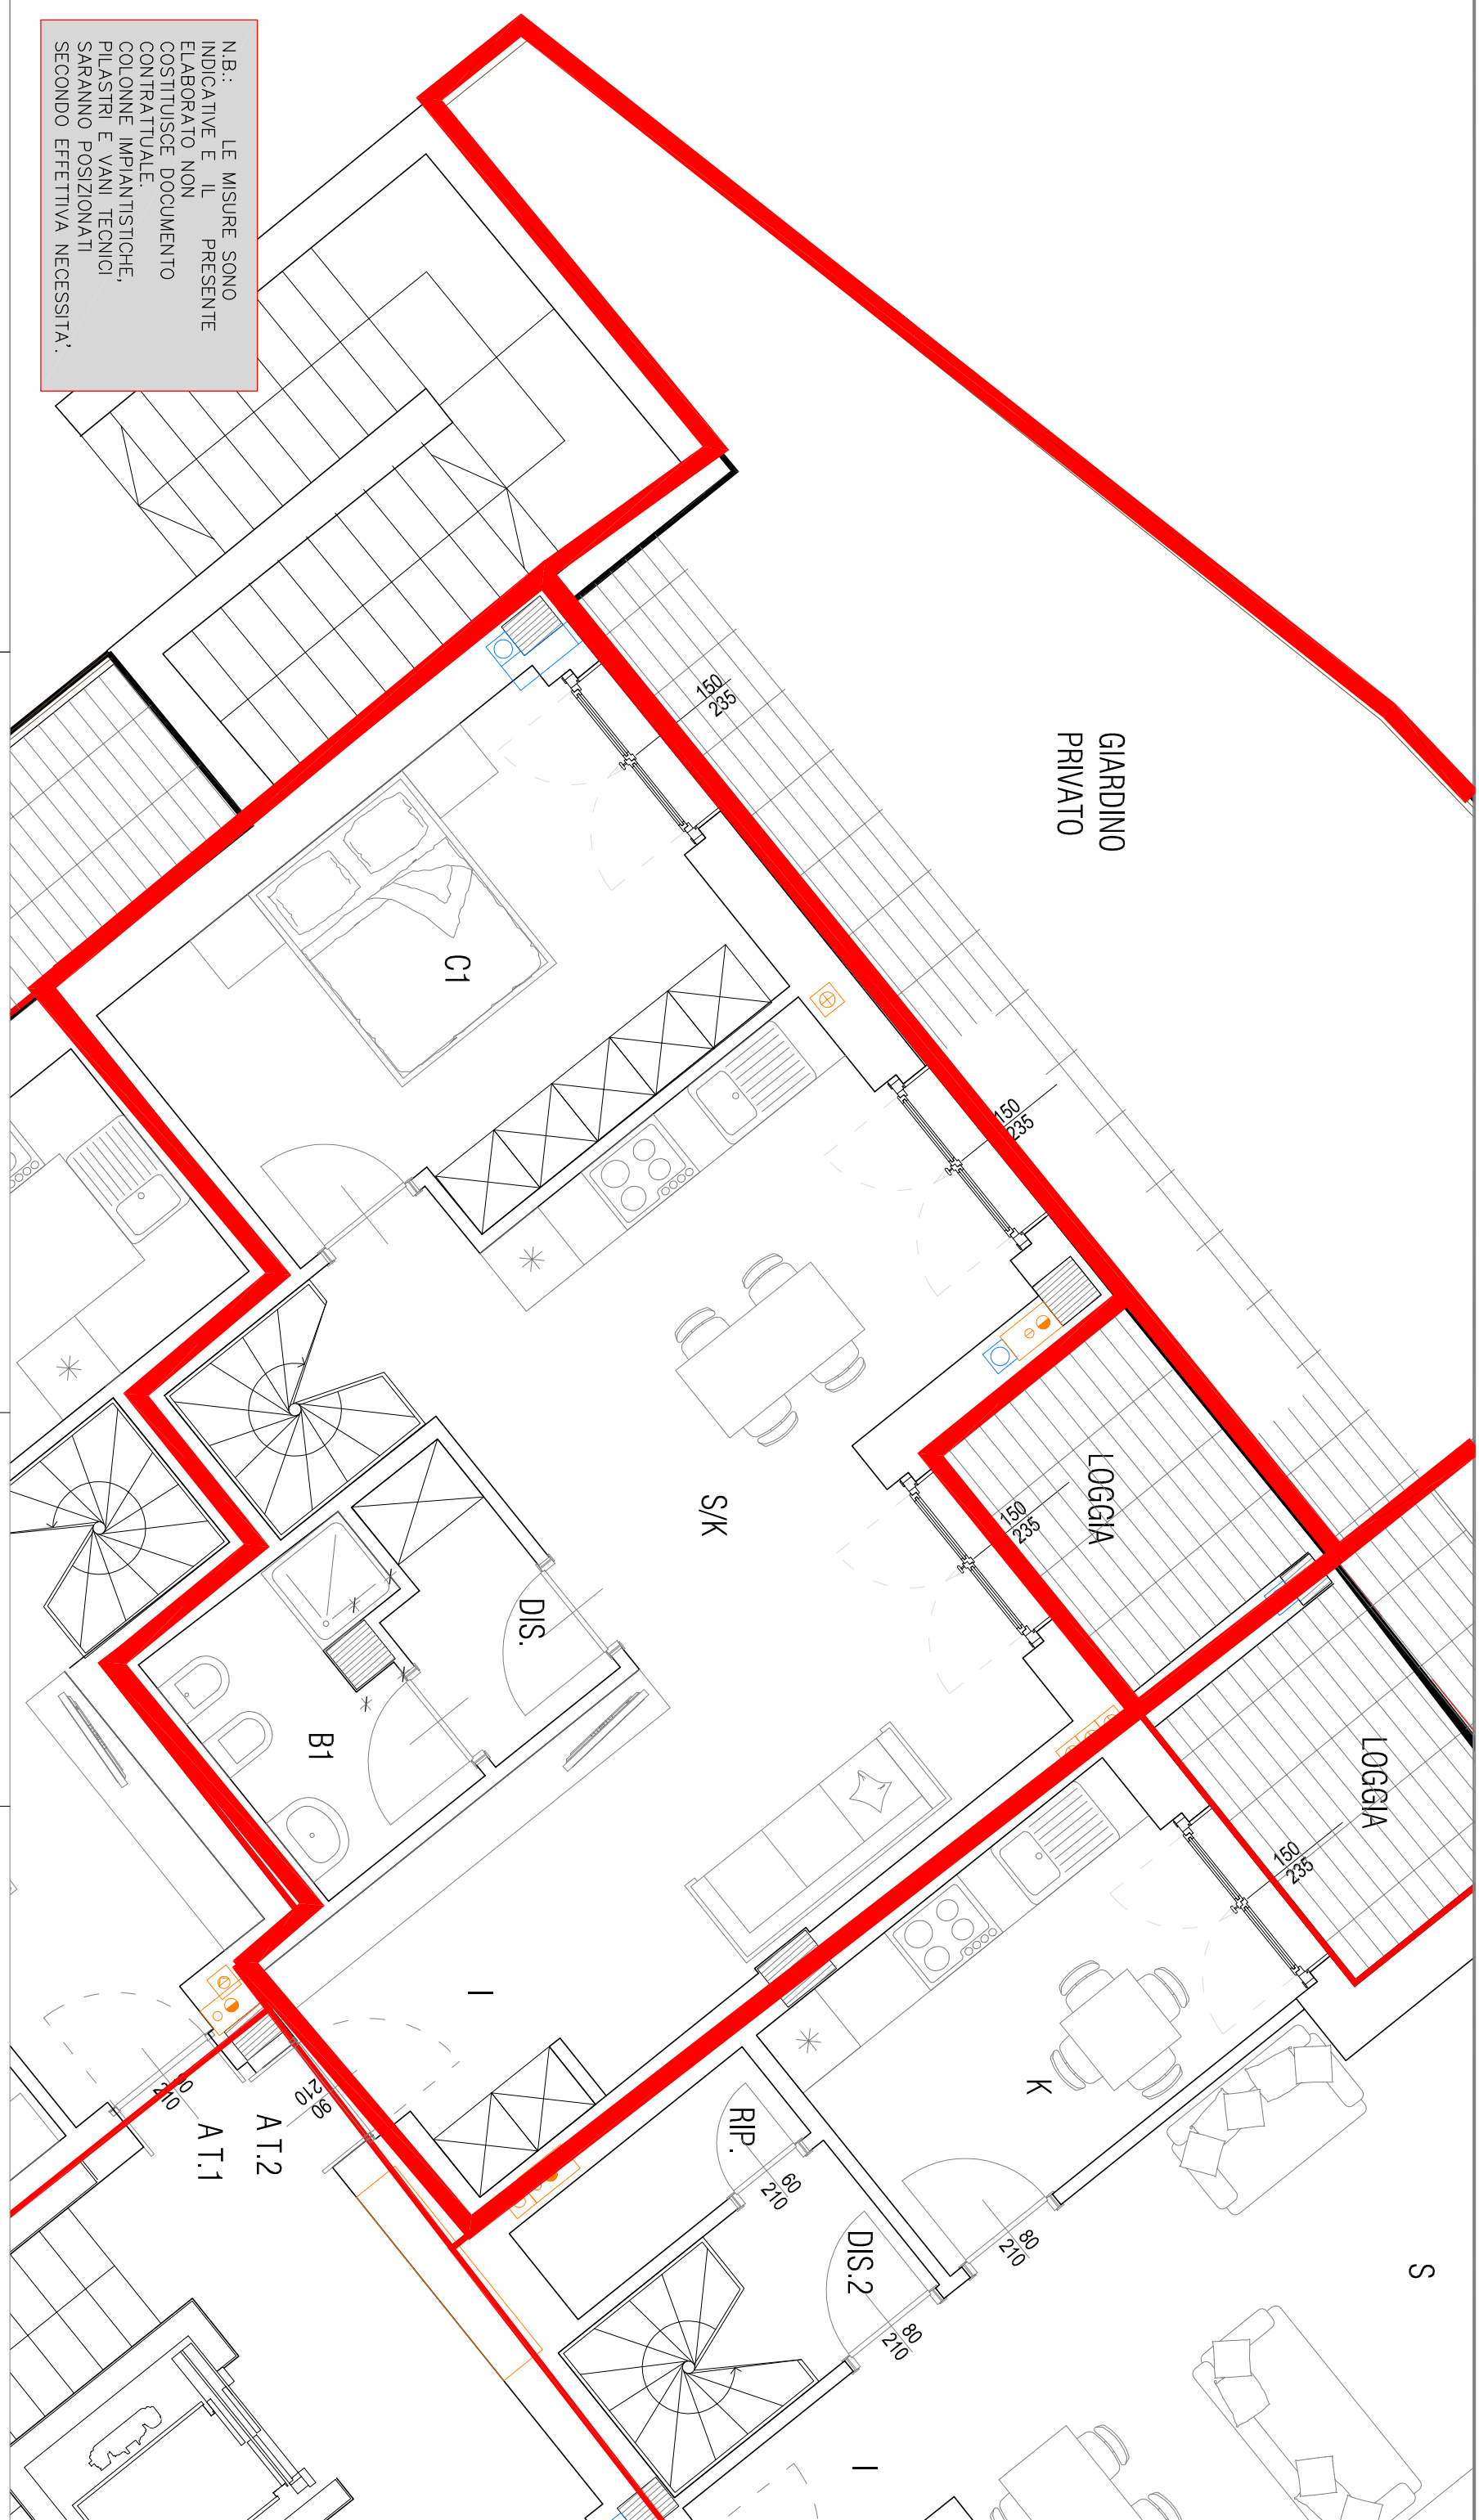 N.B.: LE MISURE SONO
INDICATIVE E IL PRESENTE
ELABORATO NON
COSTITUISCE DOCUMENTO
CONTRATTUALE.
COLONNE IMPIANTISTICHE,
PILASTRI E VANI TECNICI
SARANNO POSIZIONATI
SECONDO EFFETTIVA NECESSITA'.
GIARDINO
PRIVATO
150
235
C1
150
235
LOGGIA
150
235
S/K
DIS.
B1
LOGGIA
150
235
I
K
90
210
A T.2
A T.1
210
RIP.
60
210
80
210
DIS.2
80
210
S
I